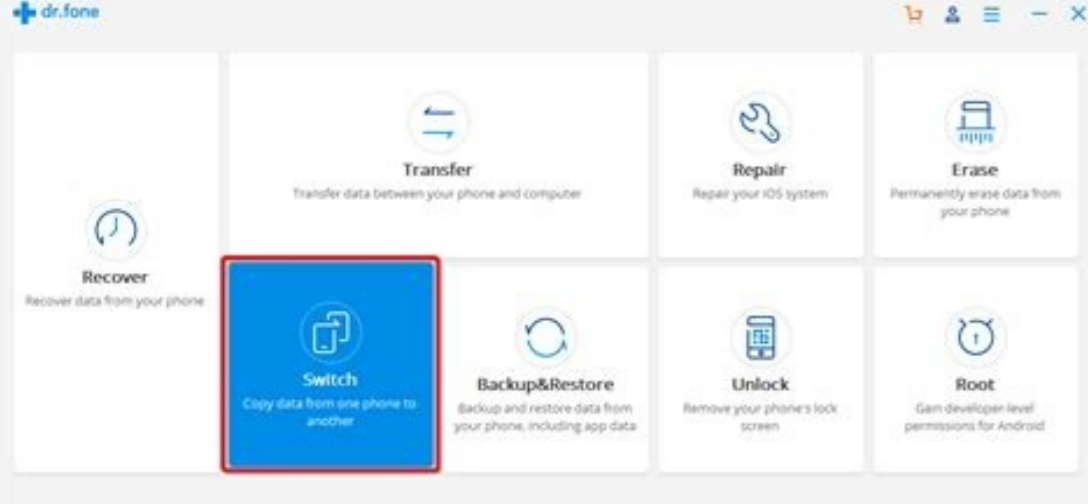 dr.fone
Transfer
Transfer data between your phone and computer
Repair
Repair your iOS system
Erase
Permanently erase data from
your phone
Recover
Recover data from your phone
Switch
Copy data from one phone to
another
Backup&Restore
Backup and restore data from
your phone, including app data
Unlock
Remove your phone's lock
screen
Root
Gain developer-level
permissions for Android